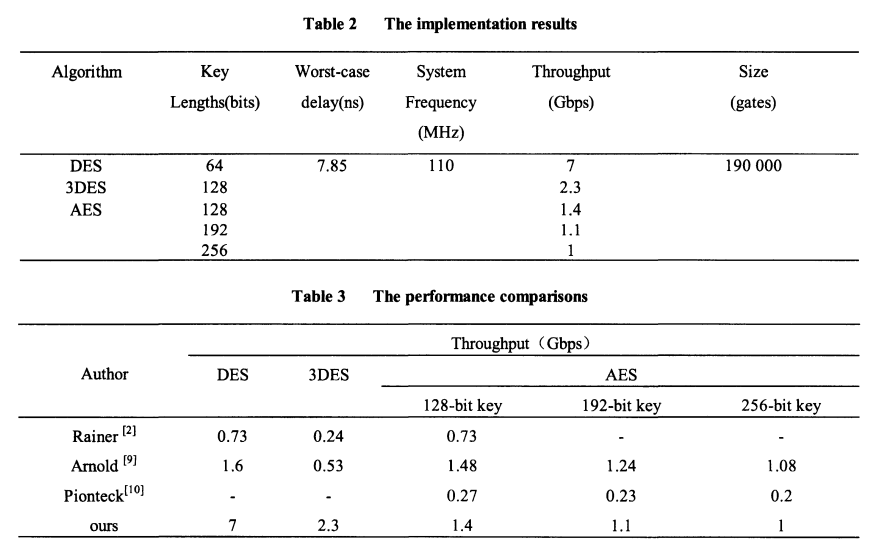 Table 2 The implementation results
Algorithm Key Worst-case System Throughput Size
Lengths(bits) delay(ns) Frequency (Gbps) (gates)
(MHz)
DES 64 7.85 110 7 190 000
3DES 128 2.3
AES 128 1.4
192 1.1
256 1
Table 3 The performance comparisons
Throughput（Gbps）
Author DES 3DES AES
128-bit key 192-bit key 256-bit key
Rainer [2] 0.73 0.24 0.73 - -
Arnold [9] 1.6 0.53 1.48 1.24 1.08
Pionteck[10] - - 0.27 0.23 0.2
ours 7 2.3 1.4 1.1 1